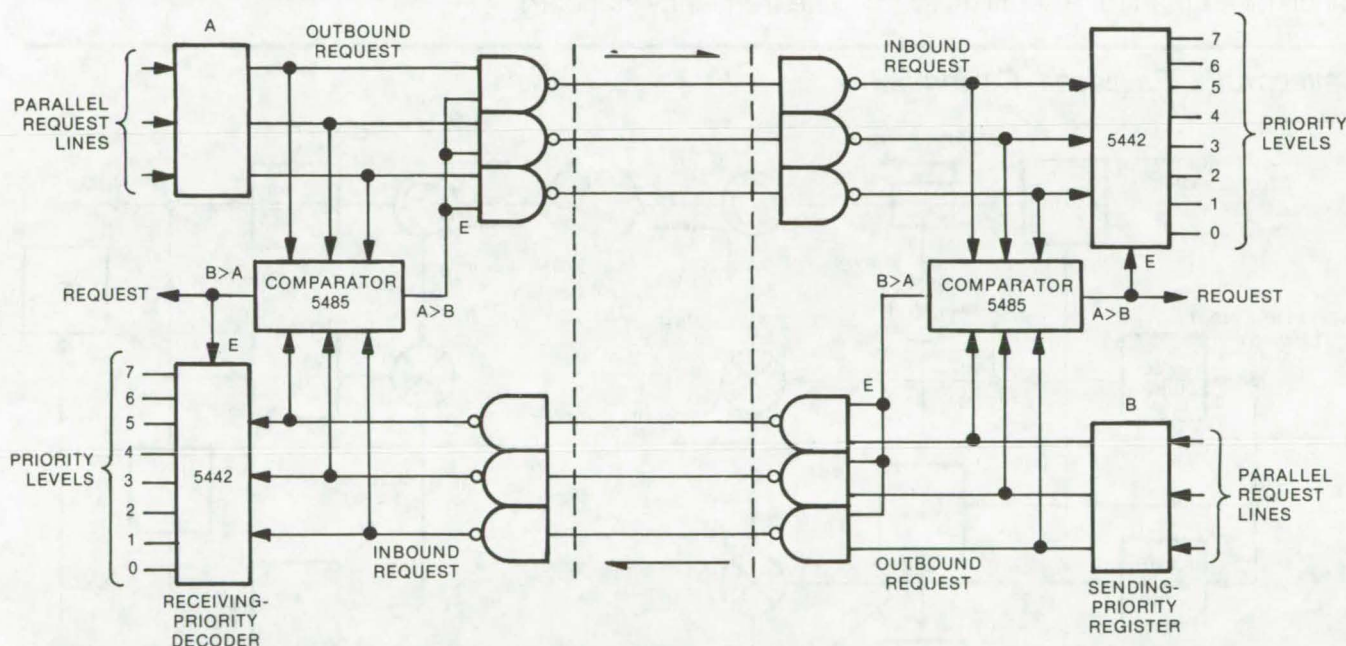 A
OUTBOUND
REQUEST
PARALLEL
REQUEST
LINES
E
INBOUND
REQUEST
7
6
5
4
3
2
1
0
5442
PRIORITY
LEVELS
B>A
REQUEST
COMPARATOR
5485
A>B
E
B>A
COMPARATOR
5485
A>B
E
REQUEST
PRIORITY
LEVELS
7
6
5
4
3
2
1
0
5442
RECEIVING-
PRIORITY
DECODER
INBOUND
REQUEST
E
OUTBOUND
REQUEST
B
SENDING-
PRIORITY
REGISTER
PARALLEL
REQUEST
LINES